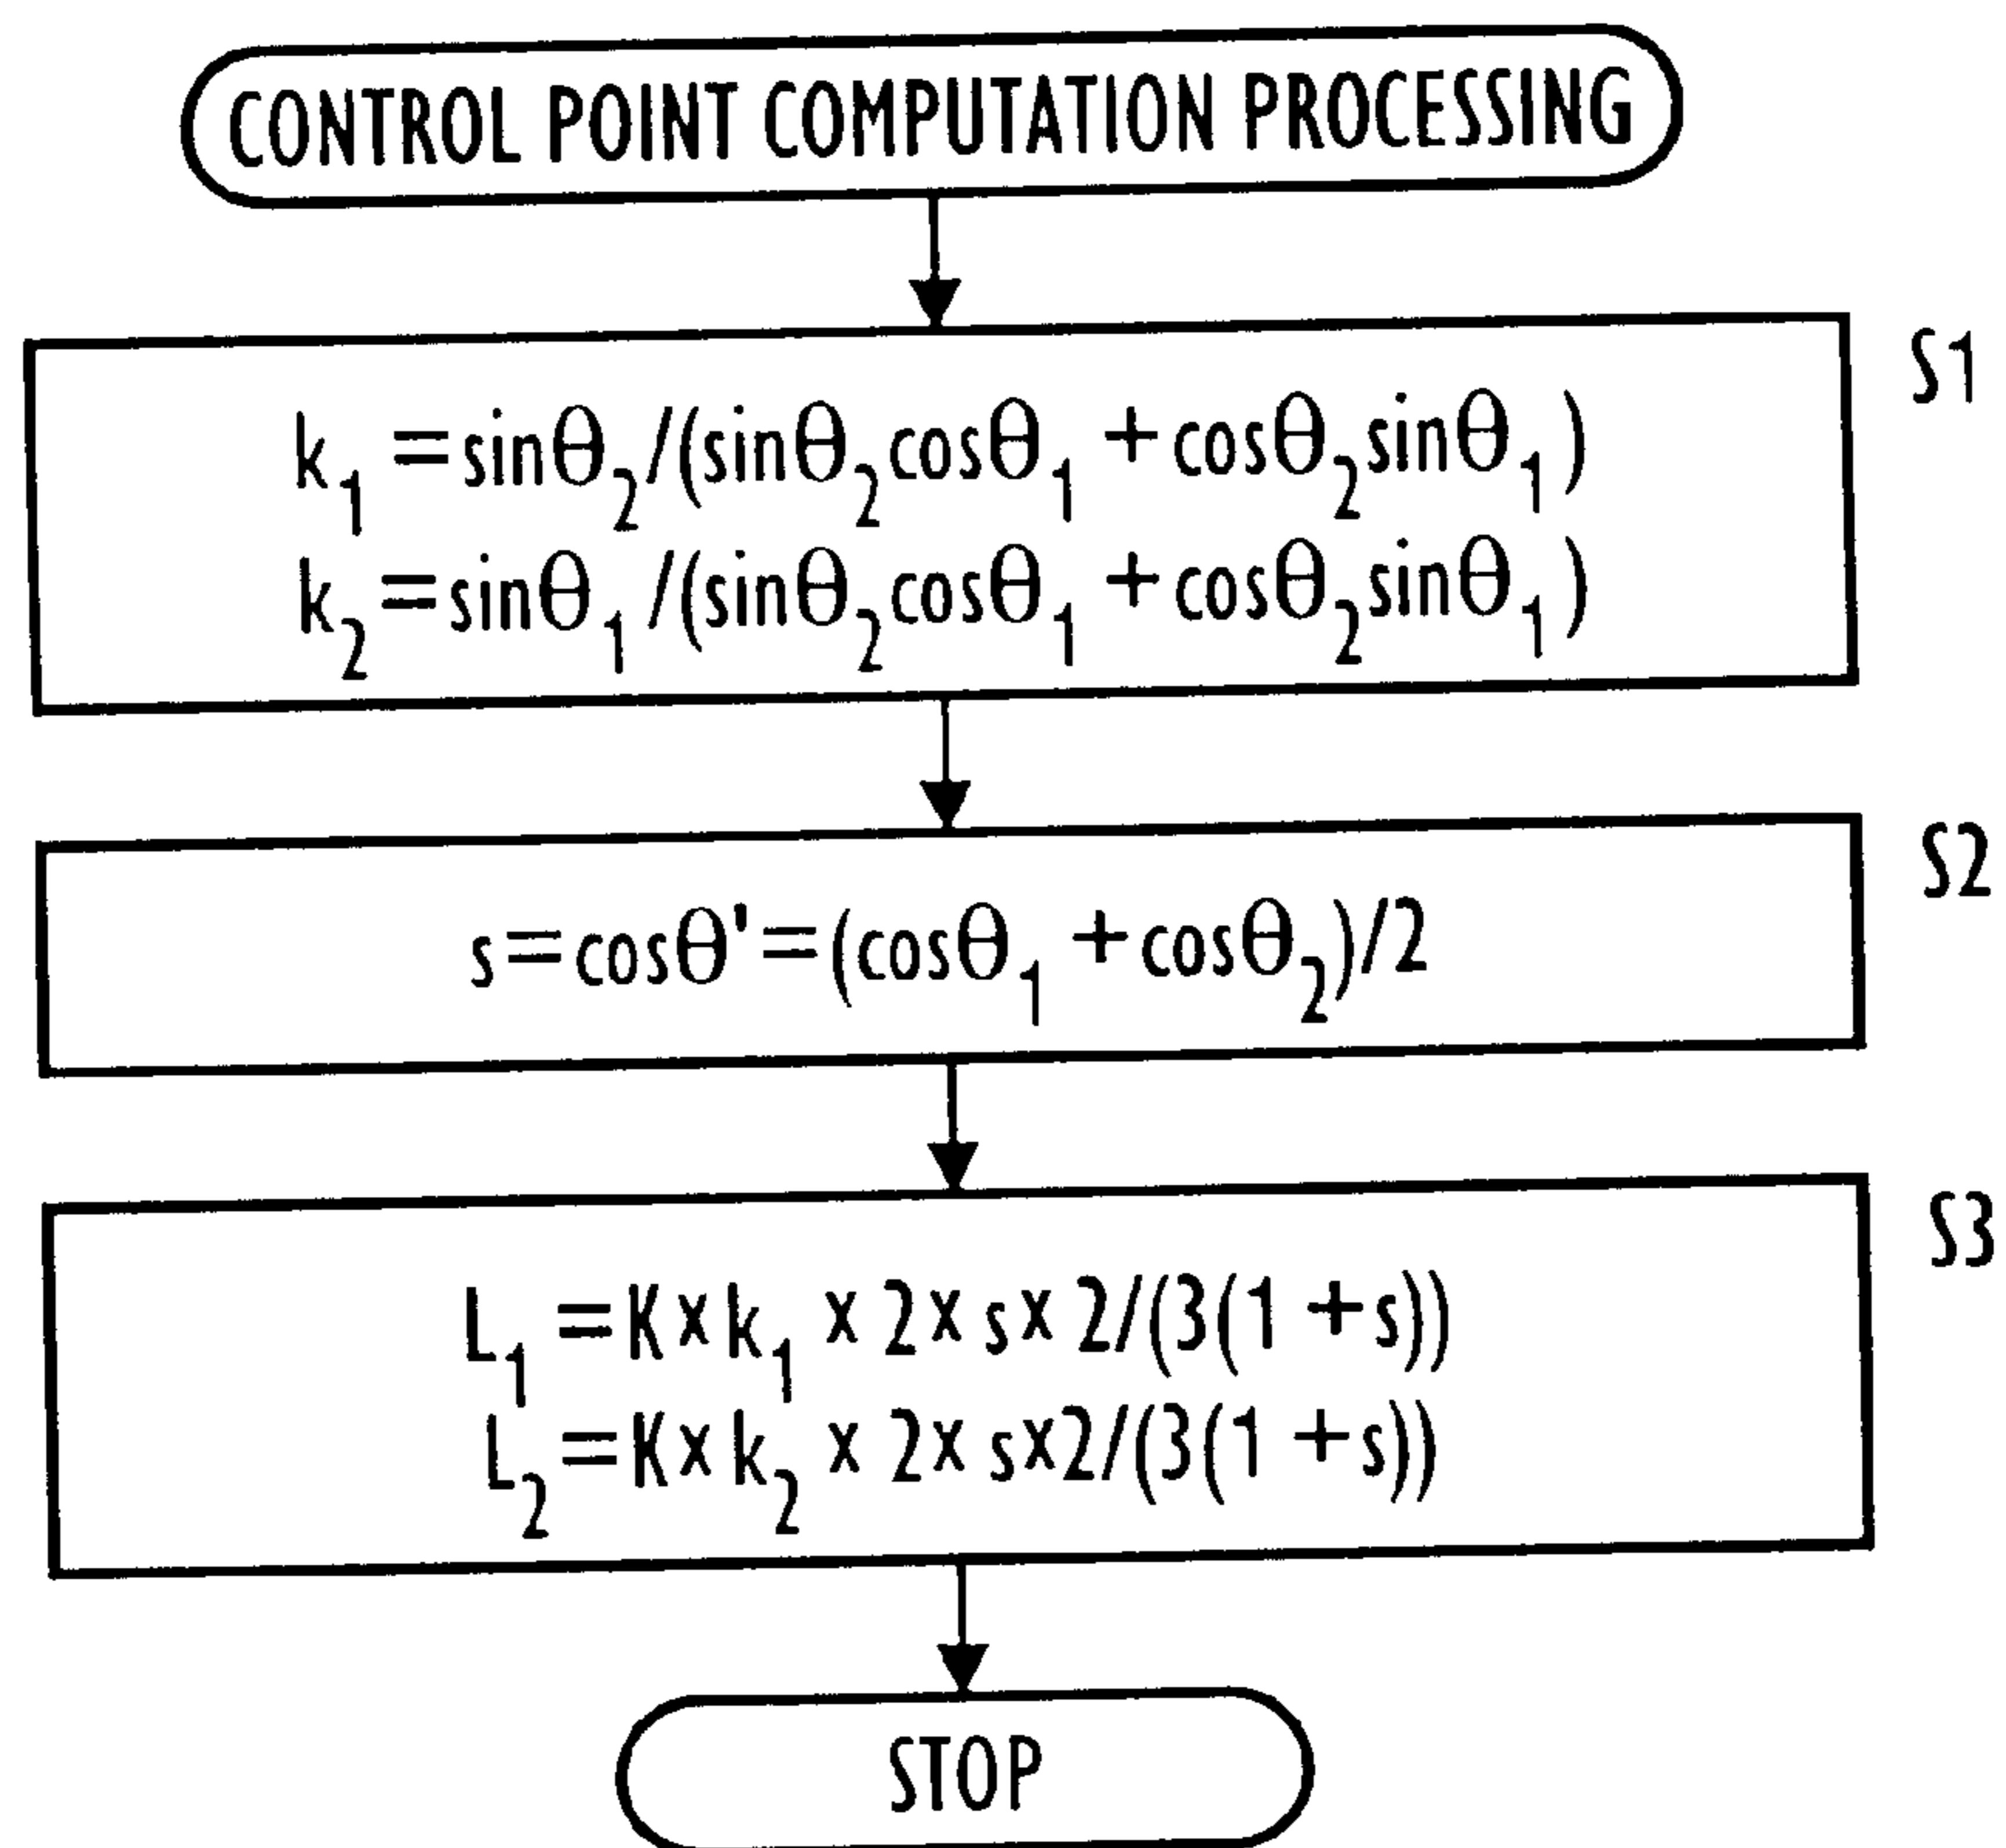 CONTROL POINT COMPUTATION PROCESSING
S1
k₁ =sinθ₂/(sinθ₂cosθ₁ +cosθ₂sinθ₁)
k₂=sinθ₁/(sinθ₂cosθ₁ +cosθ₂sinθ₁)
S2
s=cosθ'=(cosθ₁ +cosθ₂)/2
S3
L₁ =K×k₁ × 2× s× 2/(3(1 +s))
L₂ =K×k₂ × 2× s×2/(3(1 +s))
STOP